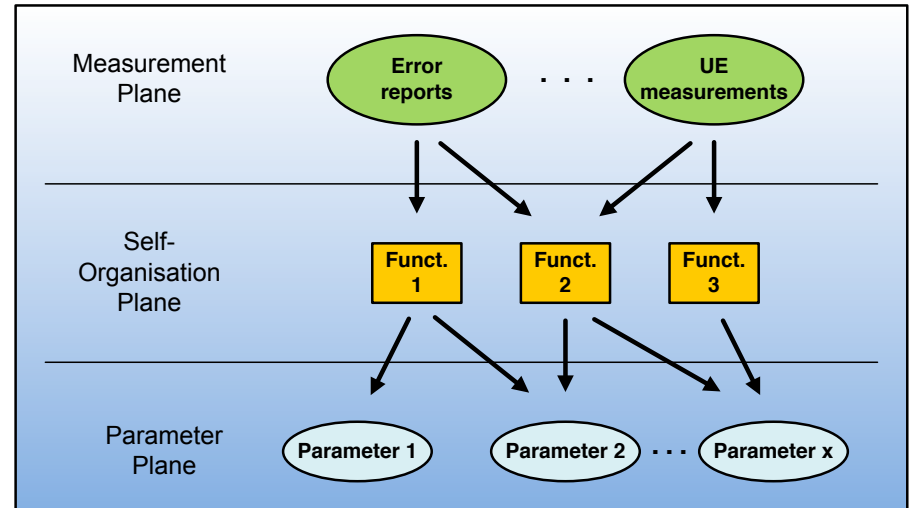 Measurement
Plane
Error
reports
. . .
UE
measurements
Self-
Organisation
Plane
Funct.
1
Funct.
2
Funct.
3
Parameter
Plane
Parameter 1
Parameter 2
. . .
Parameter x